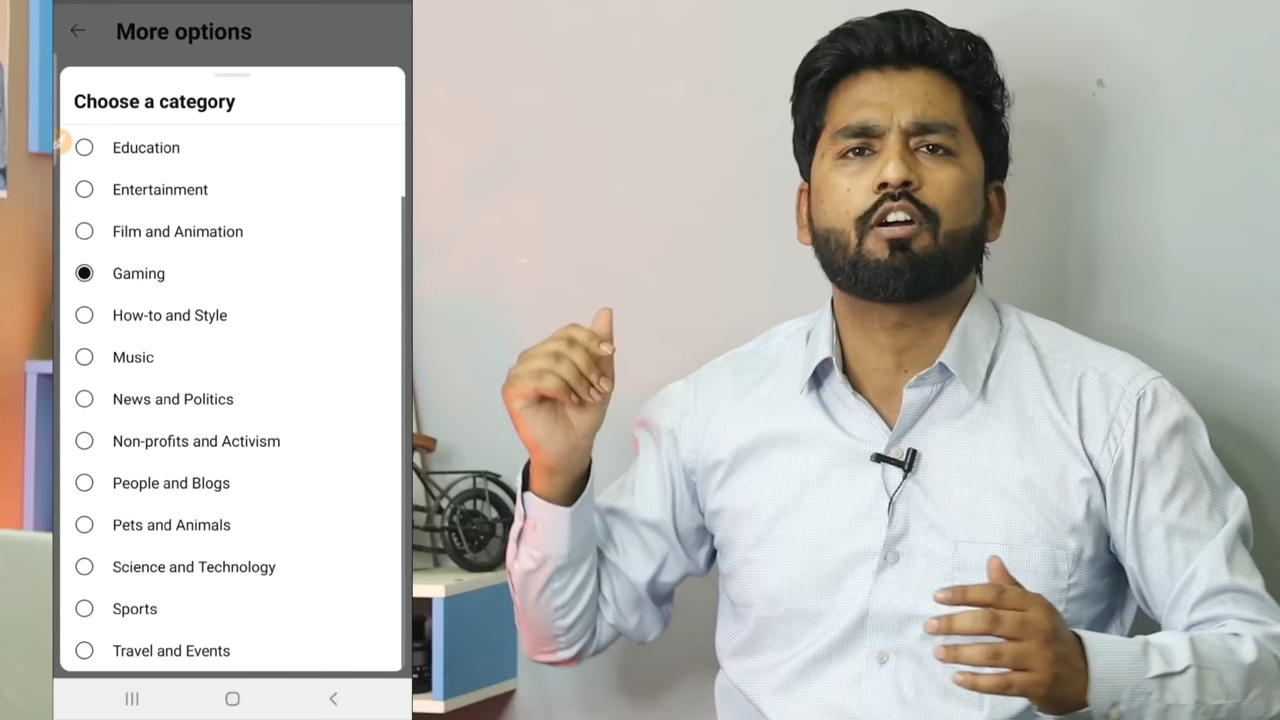 More options
Choose a category
Education
Entertainment
Film and Animation
Gaming
How-to and Style
Music
News and Politics
Non-profits and Activism
People and Blogs
Pets and Animals
Science and Technology
Sports
Travel and Events